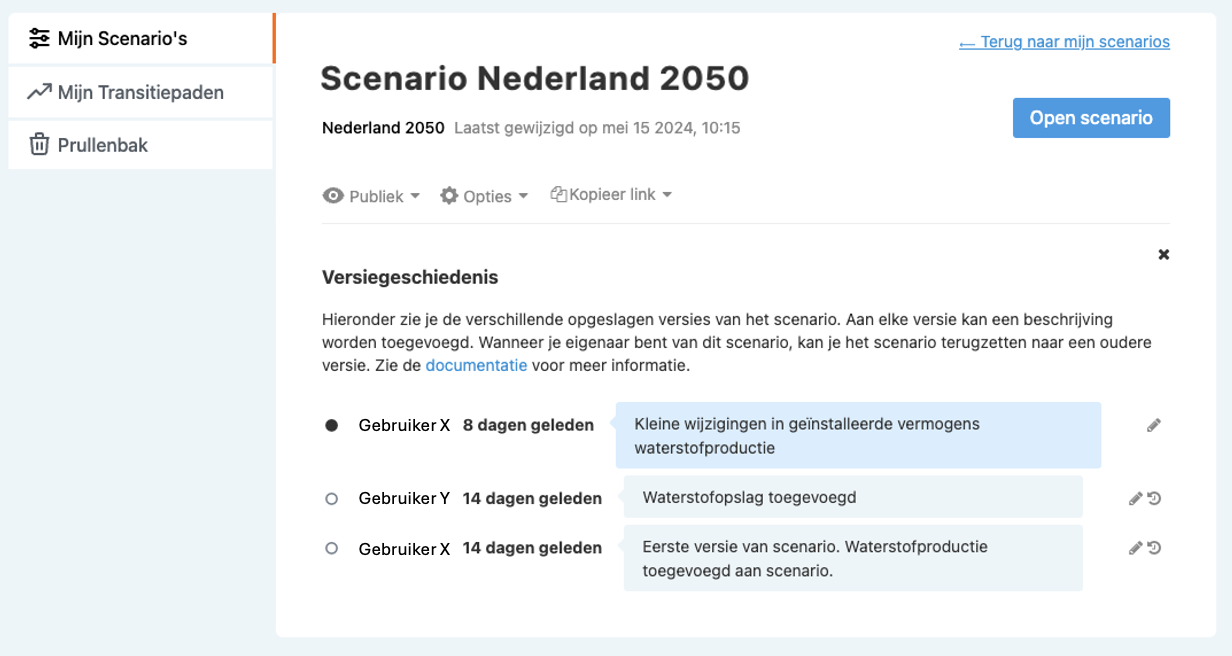 Mijn Scenario's
Mijn Transitiepaden
Prullenbak
← Terug naar mijn scenarios
Scenario Nederland 2050
Nederland 2050 Laatst gewijzigd op mei 15 2024, 10:15
Open scenario
Publiek Opties Kopieer link
Versiegeschiedenis
Hieronder zie je de verschillende opgeslagen versies van het scenario. Aan elke versie kan een beschrijving
worden toegevoegd. Wanneer je eigenaar bent van dit scenario, kan je het scenario terugzetten naar een oudere
versie. Zie de documentatie voor meer informatie.
Gebruiker X 8 dagen geleden Kleine wijzigingen in geïnstalleerde vermogens
waterstofproductie
Gebruiker Y 14 dagen geleden Waterstofopslag toegevoegd
Gebruiker X 14 dagen geleden Eerste versie van scenario. Waterstofproductie
toegevoegd aan scenario.